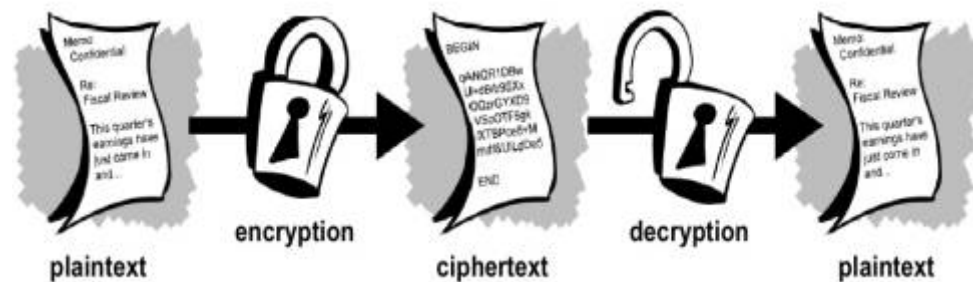 Memo:
Confidential
Re:
Fiscal Review
This quarter's
earnings have
just come in
and...
encryption
plaintext
BEGIN
END
ciphertext
decryption
Memo:
Confidential
Re:
Fiscal Review
This quarter's
earnings have
just come in
and...
plaintext